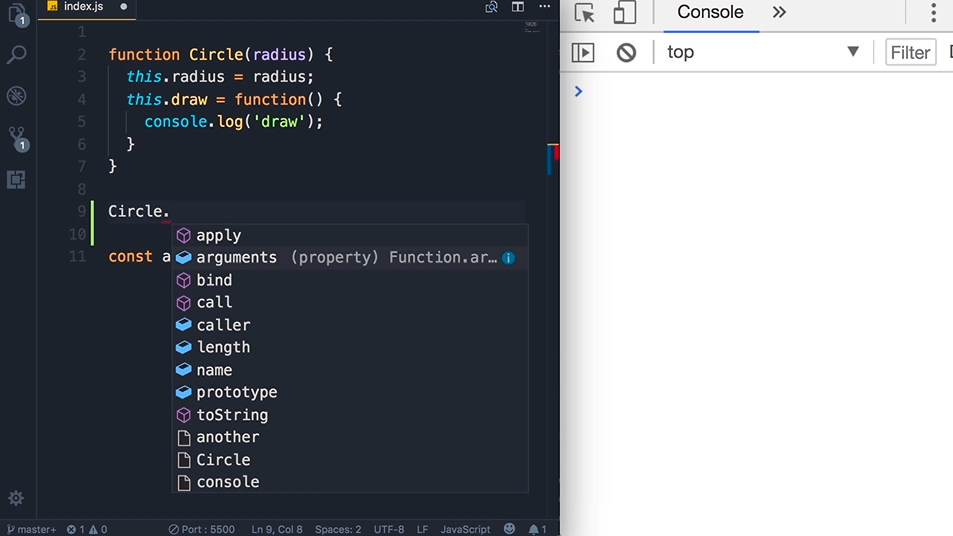 index.js
1
1
1
2 function Circle(radius) {
3 this.radius = radius;
4 this.draw = function() {
5 console.log('draw');
6 }
7 }
8
9 Circle.
10
11 const a
apply
arguments (property) Function.ar…
bind
call
caller
length
name
prototype
toString
another
Circle
console
master+ 1 0 Port : 5500 Ln 9, Col 8 Spaces: 2 UTF-8 LF JavaScript 1
Console
top Filter